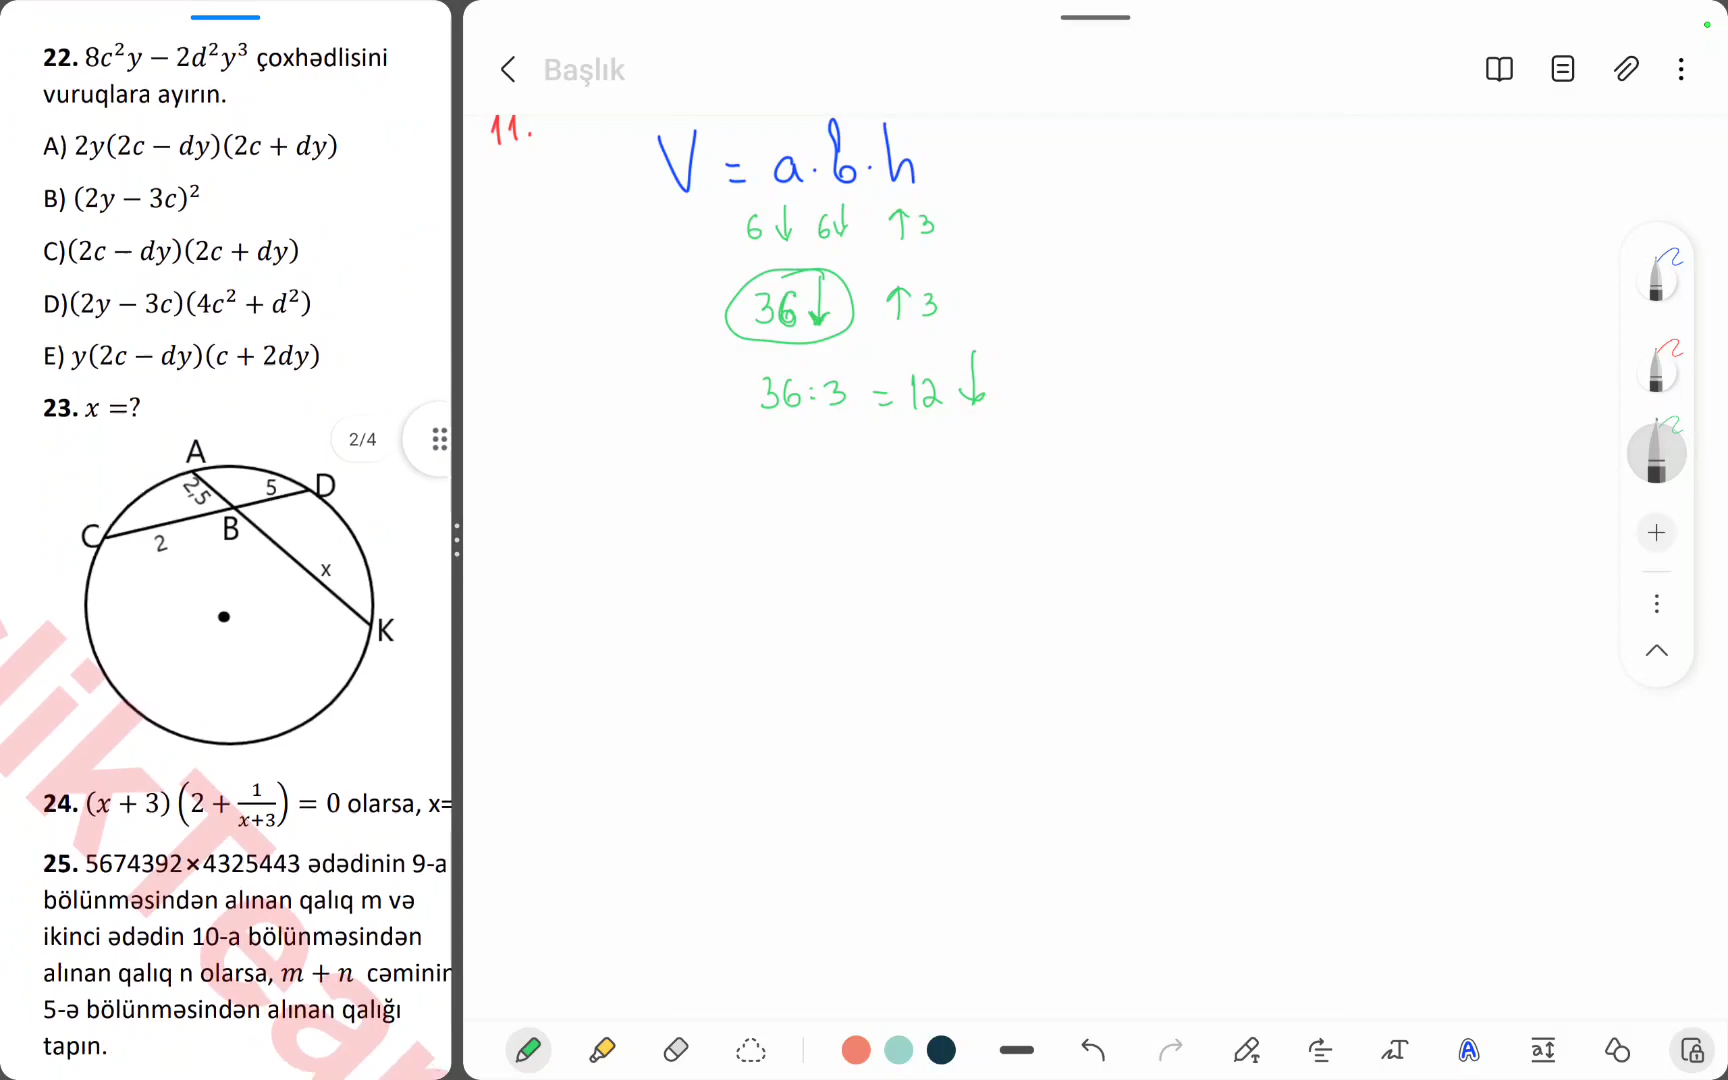 22. 8c²y − 2d²y³ çoxhədlisini
vuruqlara ayırın.
A) 2y(2c − dy)(2c + dy)
B) (2y − 3c)²
C)(2c − dy)(2c + dy)
D)(2y − 3c)(4c² + d²)
E) y(2c − dy)(c + 2dy)
23. x =?
2/4
A
2,5
5
D
C
2
B
x
K
24. (x + 3)(2 + 1/(x+3)) = 0 olarsa, x=
25. 5674392×4325443 ədədinin 9-a
bölünməsindən alınan qalıq m və
ikinci ədədin 10-a bölünməsindən
alınan qalıq n olarsa, m + n cəminin
5-ə bölünməsindən alınan qalığı
tapın.
Başlık
11.
V = a · b · h
6 ↓ 6 ↓ ↑ 3
36 ↓ ↑ 3
36 : 3 = 12 ↓